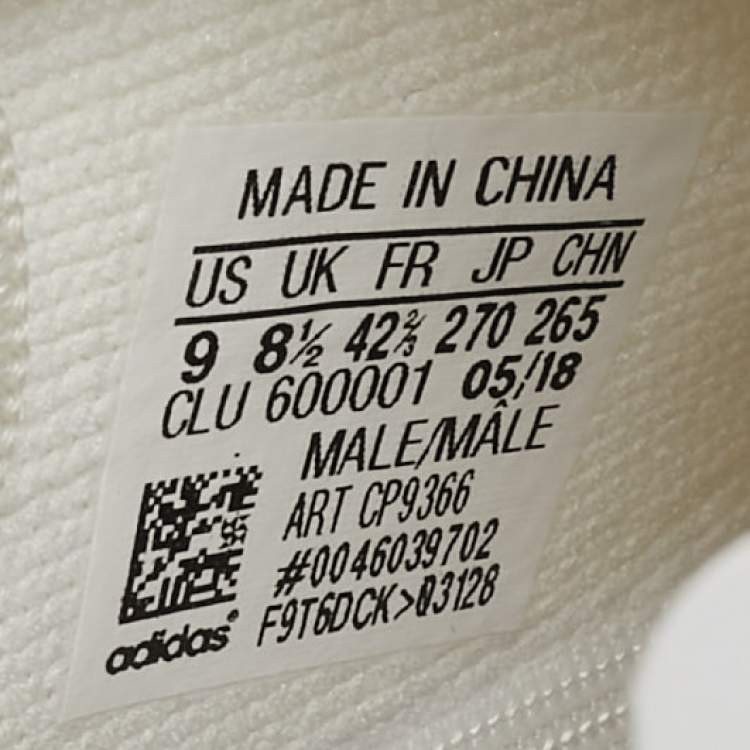 MADE IN CHINA
US UK FR JP CHN
9 8½ 42⅔ 270 265
CLU 600001 05/18
MALE/MÂLE
ART CP9366
#0046039702
F9T6DCK>Q3128
adidas®